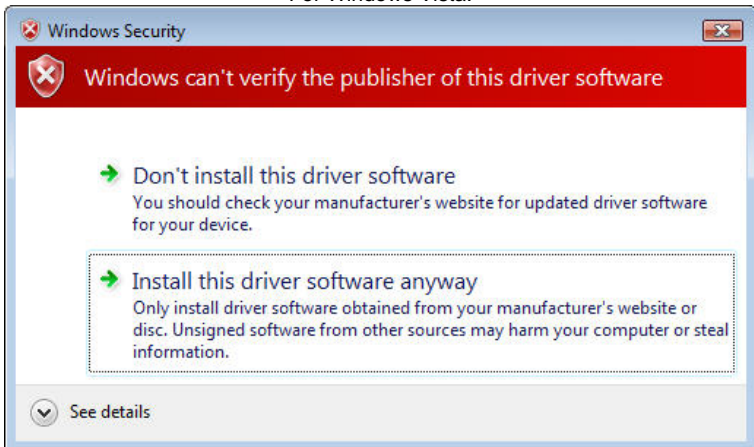 For Windows Vista:
Windows Security
Windows can't verify the publisher of this driver software
Don't install this driver software
You should check your manufacturer's website for updated driver software
for your device.
Install this driver software anyway
Only install driver software obtained from your manufacturer's website or
disc. Unsigned software from other sources may harm your computer or steal
information.
See details